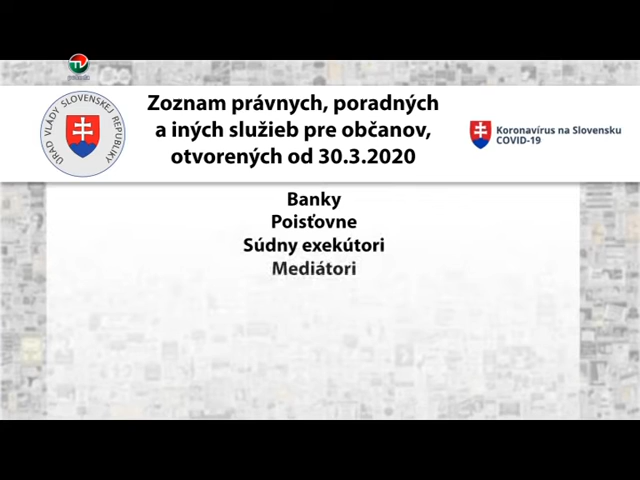 Zoznam právnych, poradných
a iných služieb pre občanov,
otvorených od 30.3.2020
ÚRAD VLÁDY SLOVENSKEJ REPUBLIKY
Koronavírus na Slovensku
COVID-19
Banky
Poisťovne
Súdny exekútori
Mediátori